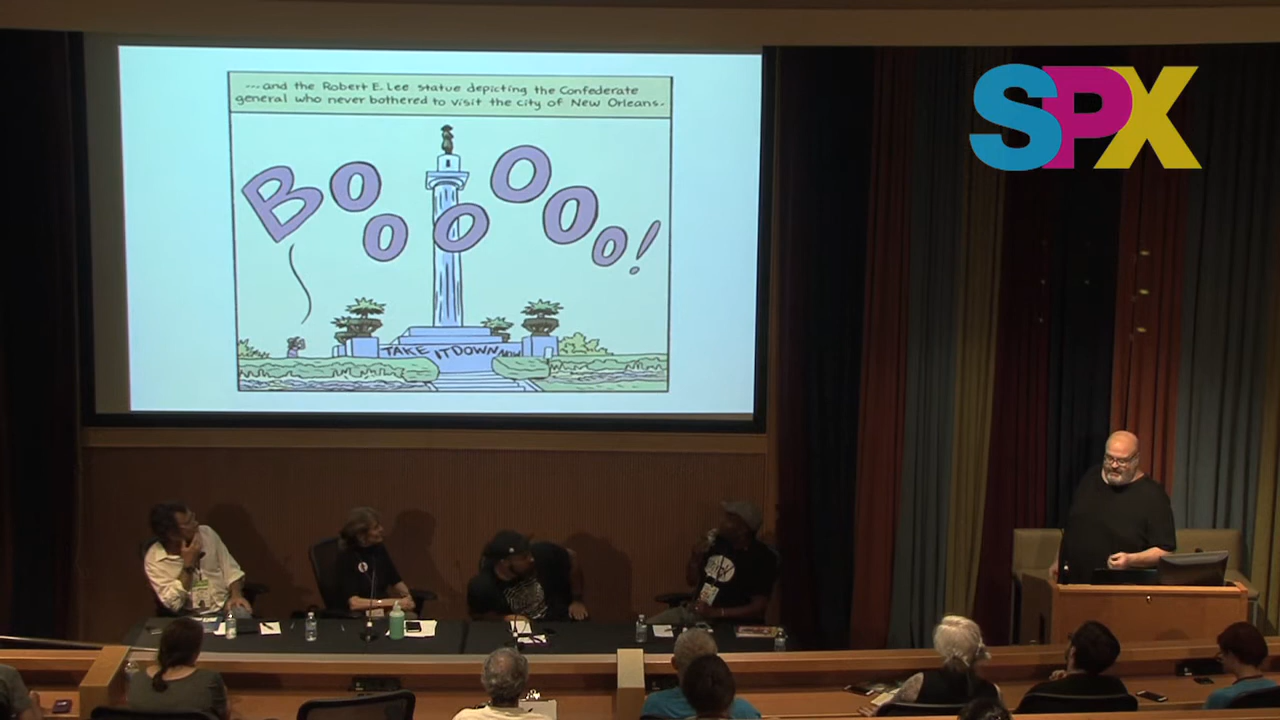 SPX
...and the Robert E. Lee statue depicting the Confederate
general who never bothered to visit the city of New Orleans.
BOOOOOO!
TAKE IT DOWN NOW